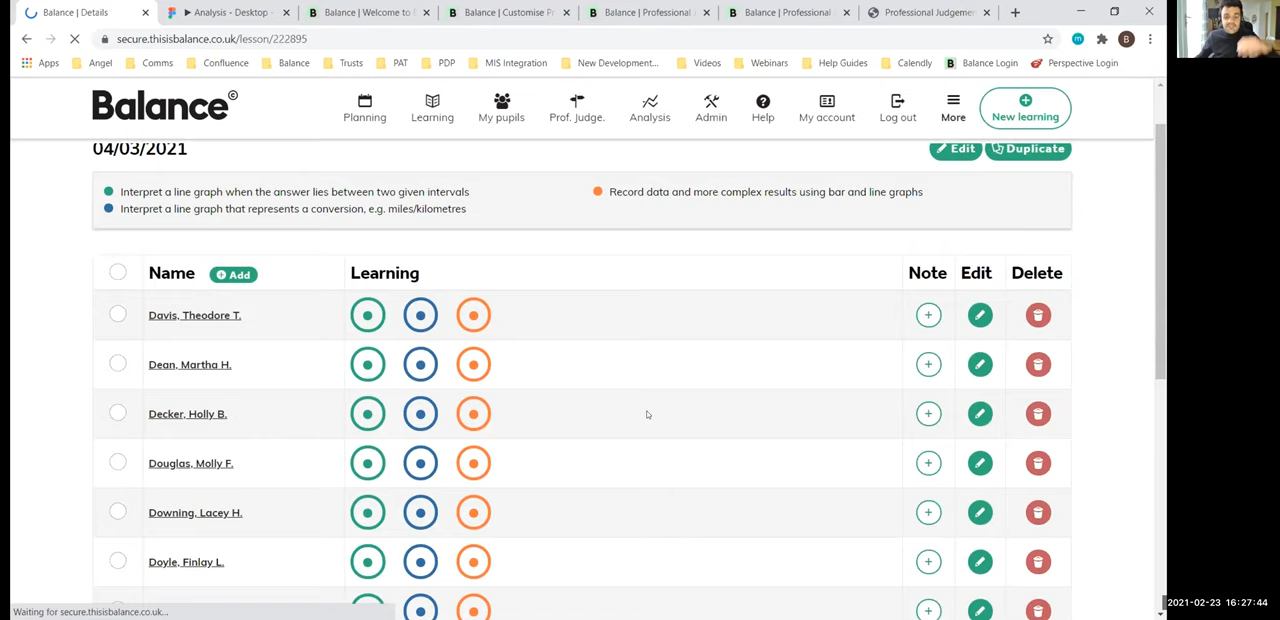 Balance | Details
Analysis - Desktop -
Balance | Welcome to B
Balance | Customise Pr
Balance | Professional
Balance | Professional
Professional Judgemen
secure.thisisbalance.co.uk/lesson/222895
B
Apps Angel Comms Confluence Balance Trusts PAT PDP MIS Integration New Development... Videos Webinars Help Guides Calendly Balance Login Perspective Login
Balance©
Planning Learning My pupils Prof. Judge. Analysis Admin Help My account Log out More New learning
04/03/2021
Edit Duplicate
Interpret a line graph when the answer lies between two given intervals
Record data and more complex results using bar and line graphs
Interpret a line graph that represents a conversion, e.g. miles/kilometres
Name Add Learning Note Edit Delete
Davis, Theodore T.
Dean, Martha H.
Decker, Holly B.
Douglas, Molly F.
Downing, Lacey H.
Doyle, Finlay L.
Waiting for secure.thisisbalance.co.uk...
2021-02-23 16:27:44